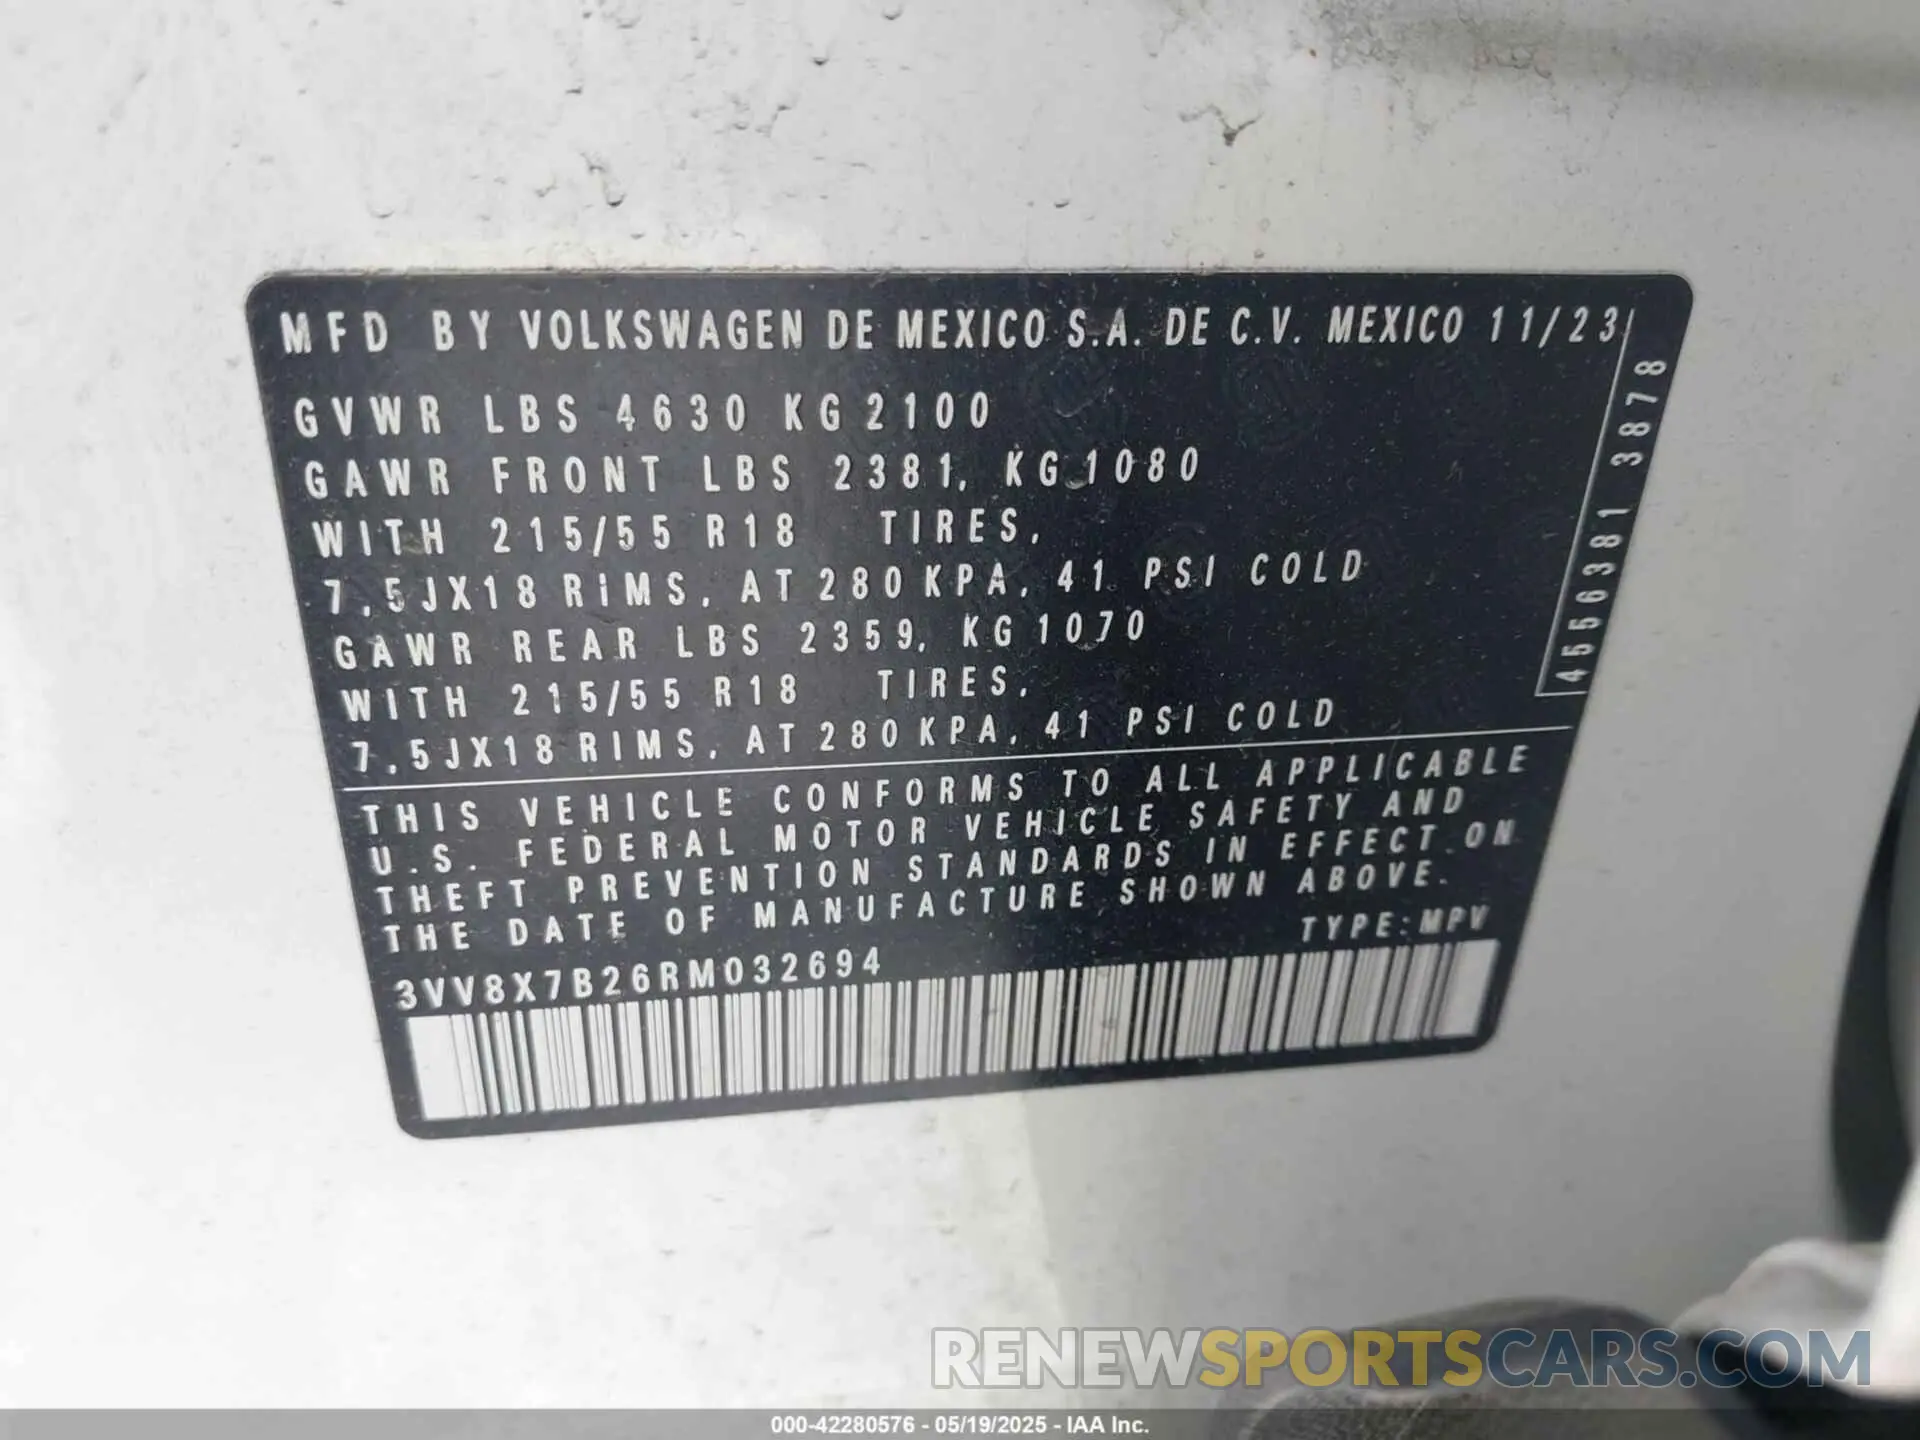 MFD BY VOLKSWAGEN DE MEXICO S.A. DE C.V. MEXICO 11/23
GVWR LBS 4630 KG 2100
GAWR FRONT LBS 2381, KG 1080
WITH 215/55 R18 TIRES,
7,5JX18 RIMS, AT 280 KPA, 41 PSI COLD
GAWR REAR LBS 2359, KG 1070
WITH 215/55 R18 TIRES,
7,5JX18 RIMS, AT 280 KPA, 41 PSI COLD
4556381 3878
THIS VEHICLE CONFORMS TO ALL APPLICABLE
U.S. FEDERAL MOTOR VEHICLE SAFETY AND
THEFT PREVENTION STANDARDS IN EFFECT ON
THE DATE OF MANUFACTURE SHOWN ABOVE.
TYPE: MPV
3VV8X7B26RM032694
RENEWSPORTSCARS.COM
000-42280576 - 05/19/2025 - IAA Inc.